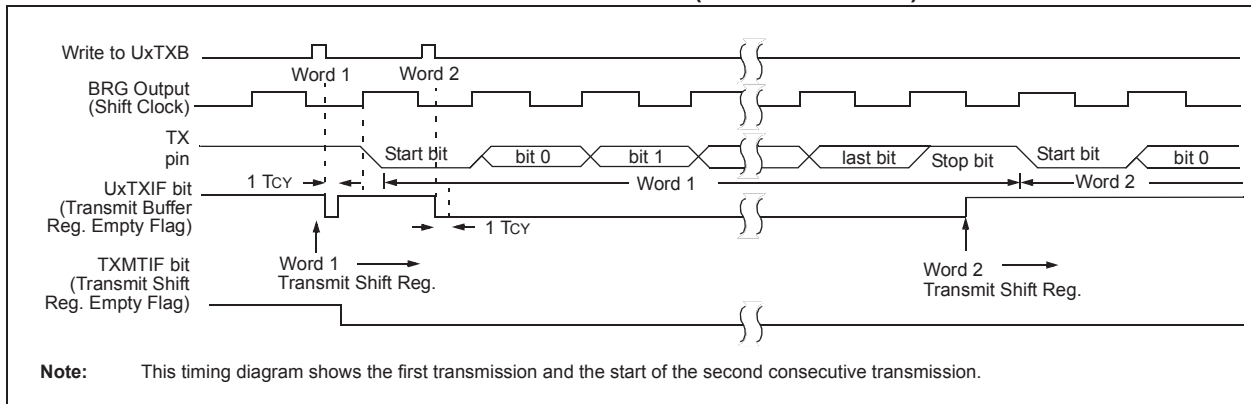 Write to UxTXB
Word 1
Word 2
BRG Output
(Shift Clock)
TX
pin
Start bit
bit 0
bit 1
last bit
Stop bit
Start bit
bit 0
1 TCY
Word 1
Word 2
UxTXIF bit
(Transmit Buffer
Reg. Empty Flag)
1 TCY
TXMTIF bit
(Transmit Shift
Reg. Empty Flag)
Word 1
Transmit Shift Reg.
Word 2
Transmit Shift Reg.
Note: This timing diagram shows the first transmission and the start of the second consecutive transmission.